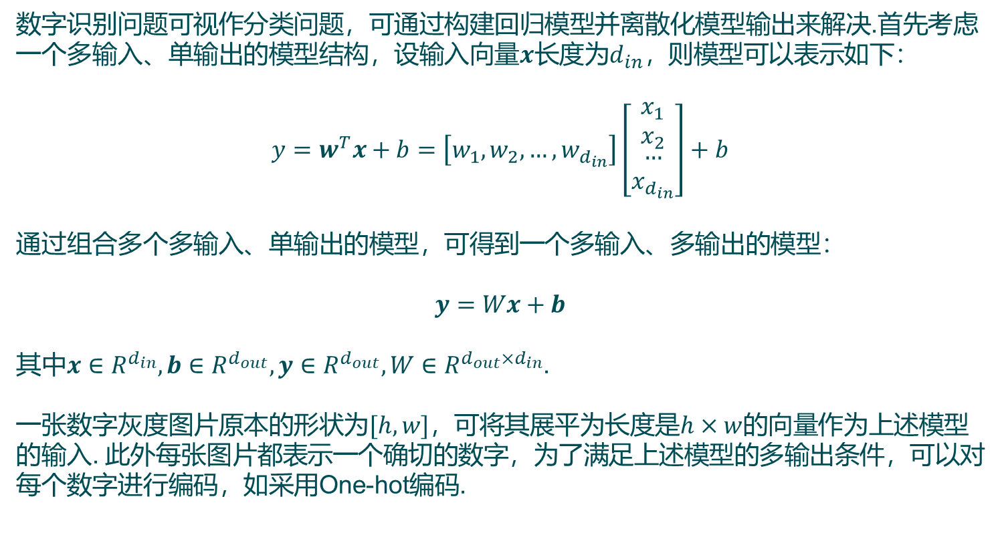 数字识别问题可视作分类问题，可通过构建回归模型并离散化模型输出来解决.首先考虑
一个多输入、单输出的模型结构，设输入向量𝒙长度为$d_{in}$，则模型可以表示如下：
$y = \boldsymbol{w}^T\boldsymbol{x} + b = [w_1, w_2, \dots, w_{d_{in}}]\begin{bmatrix} x_1 \\ x_2 \\ \dots \\ x_{d_{in}} \end{bmatrix} + b$
通过组合多个多输入、单输出的模型，可得到一个多输入、多输出的模型：
$\boldsymbol{y} = W\boldsymbol{x} + \boldsymbol{b}$
其中$\boldsymbol{x} \in R^{d_{in}}, \boldsymbol{b} \in R^{d_{out}}, \boldsymbol{y} \in R^{d_{out}}, W \in R^{d_{out} \times d_{in}}$.
一张数字灰度图片原本的形状为$[h, w]$，可将其展平为长度是$h \times w$的向量作为上述模型
的输入. 此外每张图片都表示一个确切的数字，为了满足上述模型的多输出条件，可以对
每个数字进行编码，如采用One-hot编码.